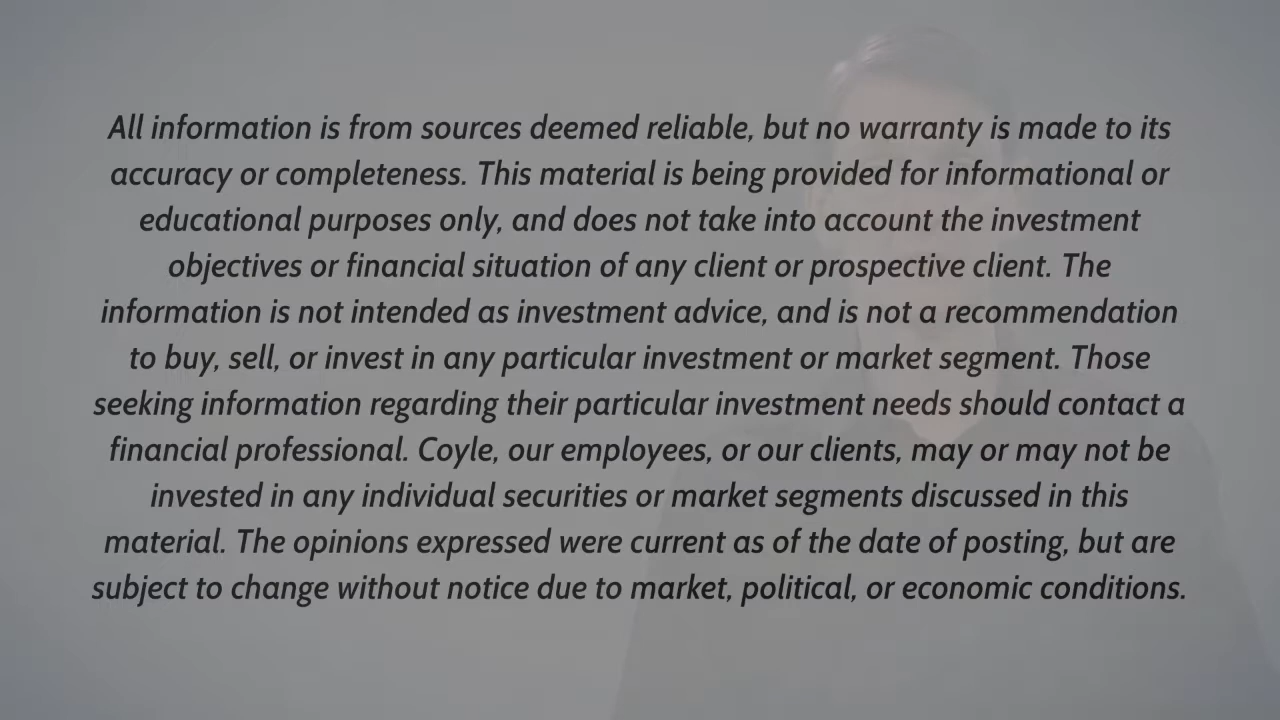 All information is from sources deemed reliable, but no warranty is made to its
accuracy or completeness. This material is being provided for informational or
educational purposes only, and does not take into account the investment
objectives or financial situation of any client or prospective client. The
information is not intended as investment advice, and is not a recommendation
to buy, sell, or invest in any particular investment or market segment. Those
seeking information regarding their particular investment needs should contact a
financial professional. Coyle, our employees, or our clients, may or may not be
invested in any individual securities or market segments discussed in this
material. The opinions expressed were current as of the date of posting, but are
subject to change without notice due to market, political, or economic conditions.